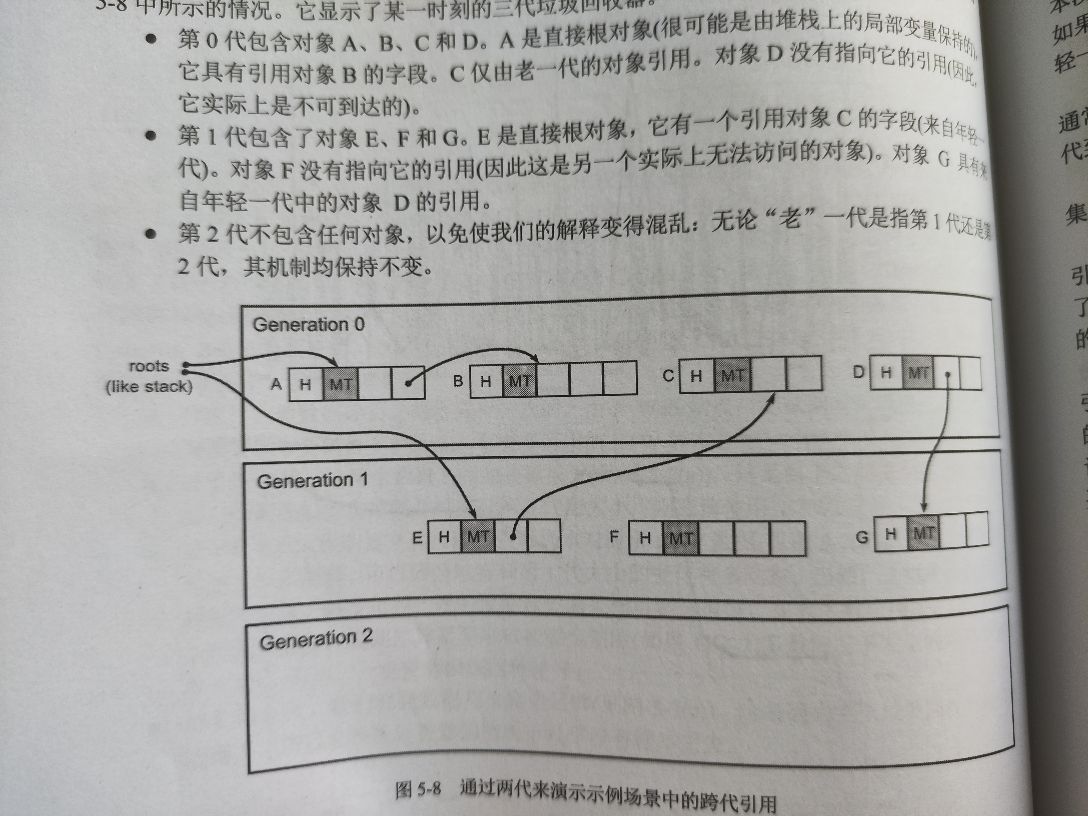 5-8 中所示的情况。它显示了某一时刻的三代垃圾回收器。
● 第 0 代包含对象 A、B、C 和 D。A 是直接根对象(很可能是由堆栈上的局部变量保持的)，
它具有引用对象 B 的字段。C 仅由老一代的对象引用。对象 D 没有指向它的引用(因此，
它实际上是不可到达的)。
● 第 1 代包含了对象 E、F 和 G。E 是直接根对象，它有一个引用对象 C 的字段(来自年轻一
代)。对象 F 没有指向它的引用(因此这是另一个实际上无法访问的对象)。对象 G 具有来
自年轻一代中的对象 D 的引用。
● 第 2 代不包含任何对象，以免使我们的解释变得混乱：无论“老”一代是指第 1 代还是第
2 代，其机制均保持不变。
Generation 0
roots
(like stack)
A H MT
B H MT
C H MT
D H MT
Generation 1
E H MT
F H MT
G H MT
Generation 2
图 5-8 通过两代来演示示例场景中的跨代引用
如果
轻一
通常
代到
集
引
了
的